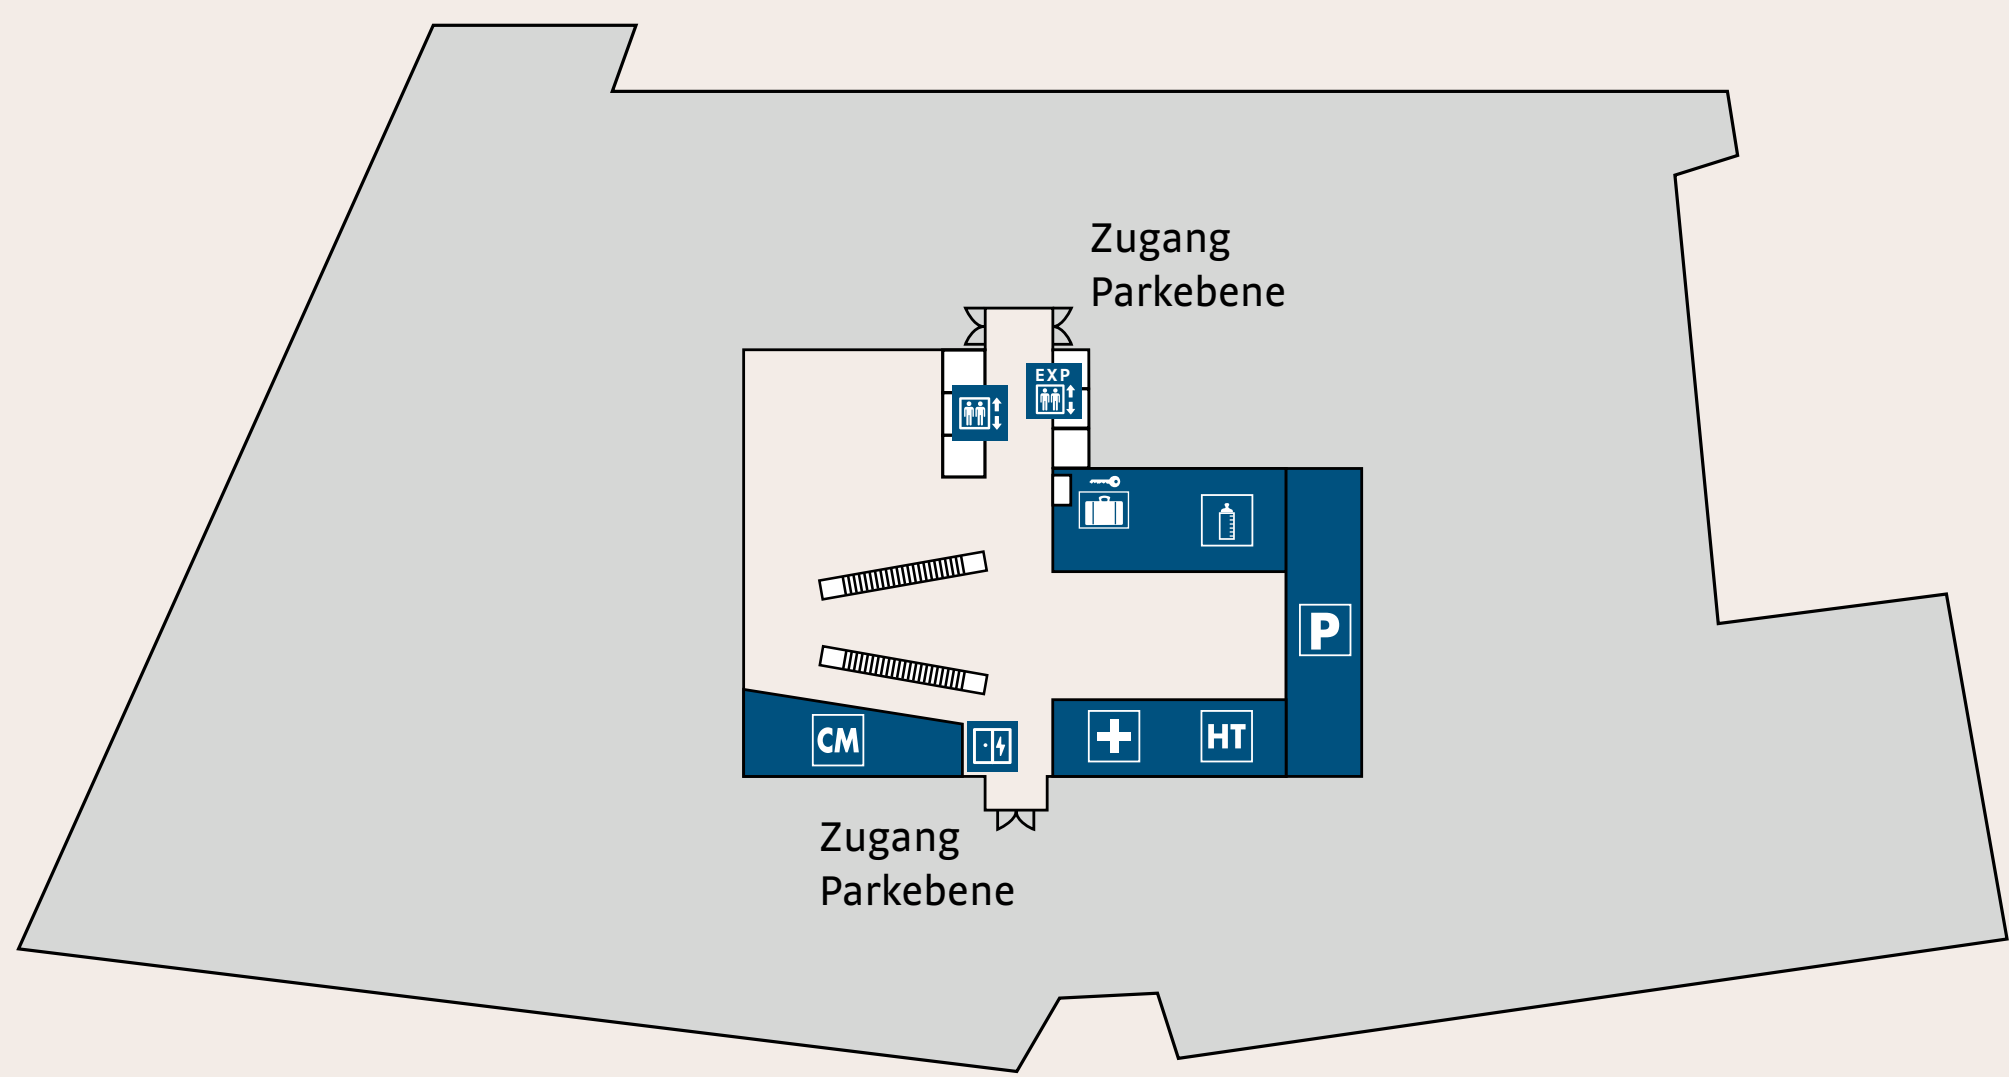 Zugang
Parkebene
EXP
P
CM
HT
Zugang
Parkebene